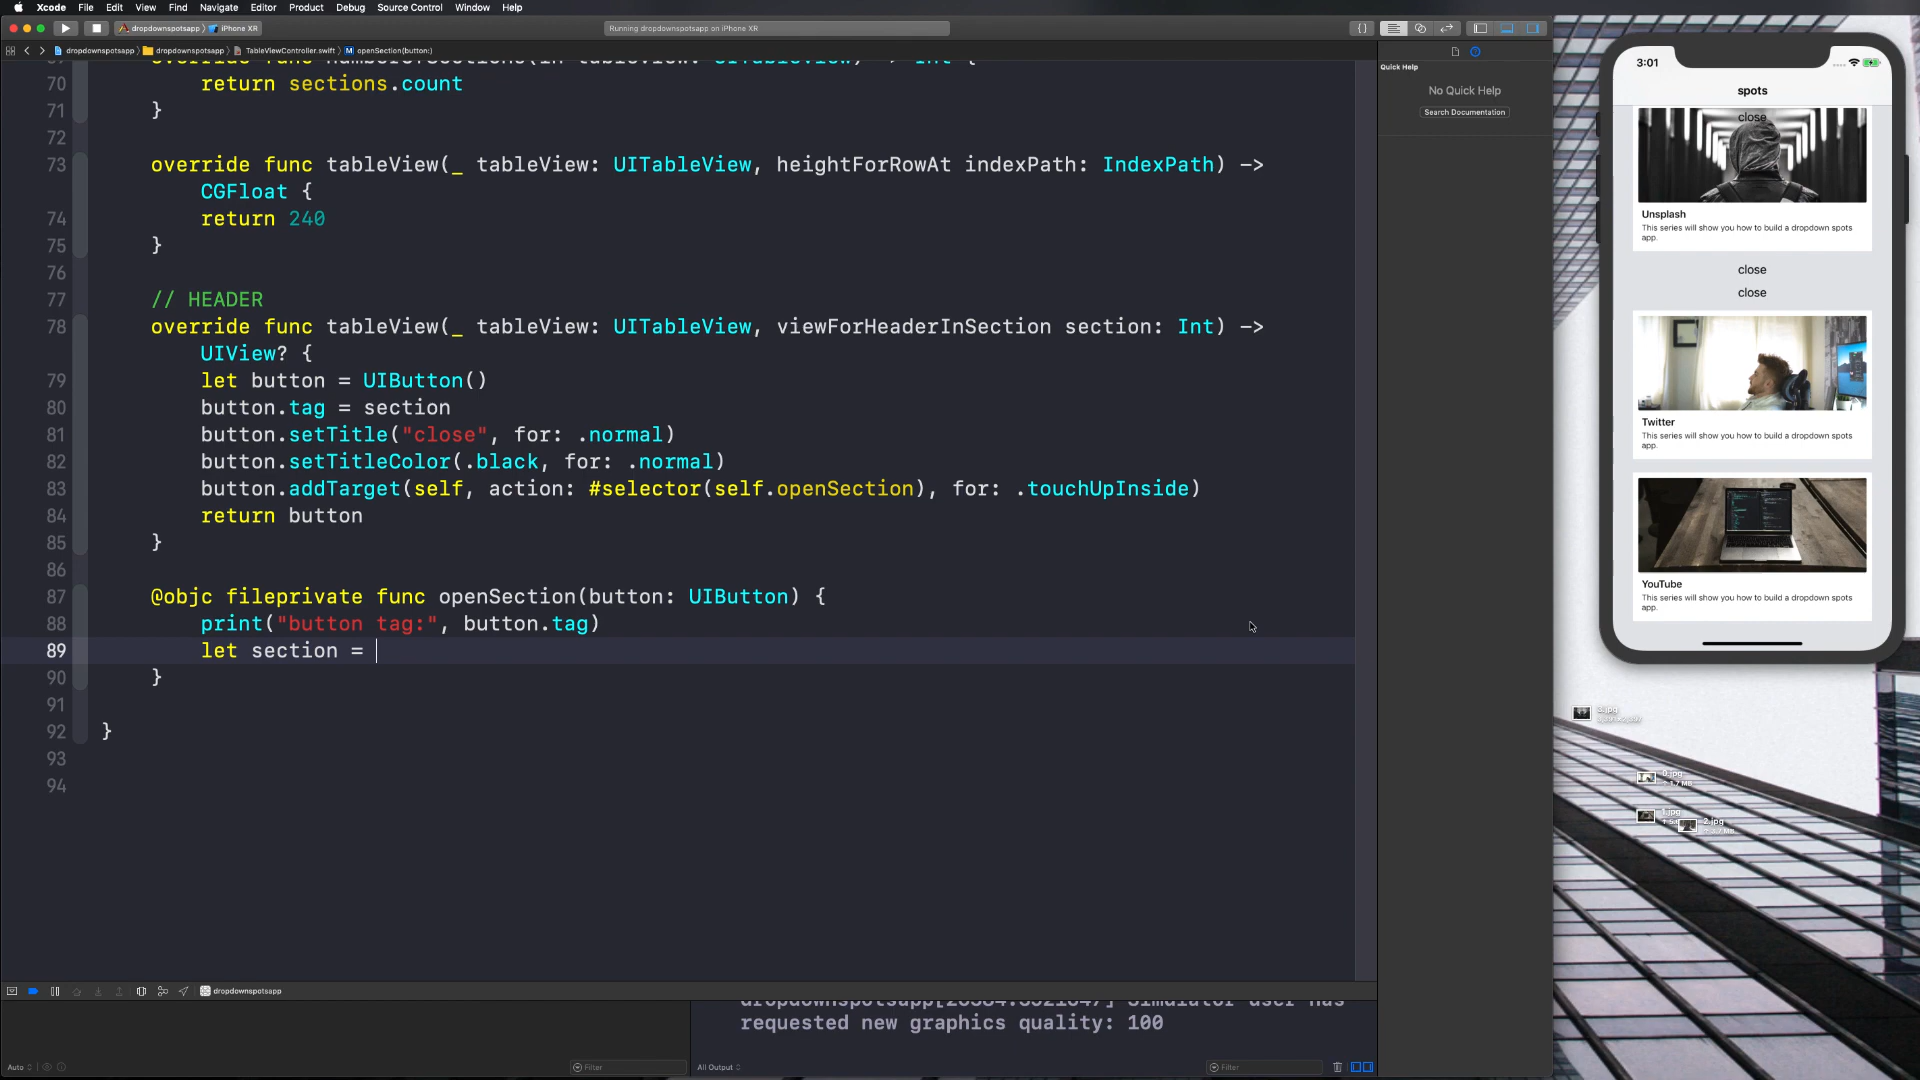 Xcode File Edit View Find Navigate Editor Product Debug Source Control Window Help
dropdownspotsapp iPhone XR
Running dropdownspotsapp on iPhone XR
dropdownspotsapp dropdownspotsapp TableViewController.swift M openSection(button:)
70 return sections.count
71 }
72
73 override func tableView(_ tableView: UITableView, heightForRowAt indexPath: IndexPath) ->
CGFloat {
74 return 240
75 }
76
77 // HEADER
78 override func tableView(_ tableView: UITableView, viewForHeaderInSection section: Int) ->
UIView? {
79 let button = UIButton()
80 button.tag = section
81 button.setTitle("close", for: .normal)
82 button.setTitleColor(.black, for: .normal)
83 button.addTarget(self, action: #selector(self.openSection), for: .touchUpInside)
84 return button
85 }
86
87 @objc fileprivate func openSection(button: UIButton) {
88 print("button tag:", button.tag)
89 let section =
90 }
91
92 }
93
94
dropdownspotsapp
requested new graphics quality: 100
Auto
Filter
All Output
Filter
Quick Help
No Quick Help
Search Documentation
3:01
spots
close
Unsplash
This series will show you how to build a dropdown spots
app.
close
close
Twitter
This series will show you how to build a dropdown spots
app.
YouTube
This series will show you how to build a dropdown spots
app.
2.jpg